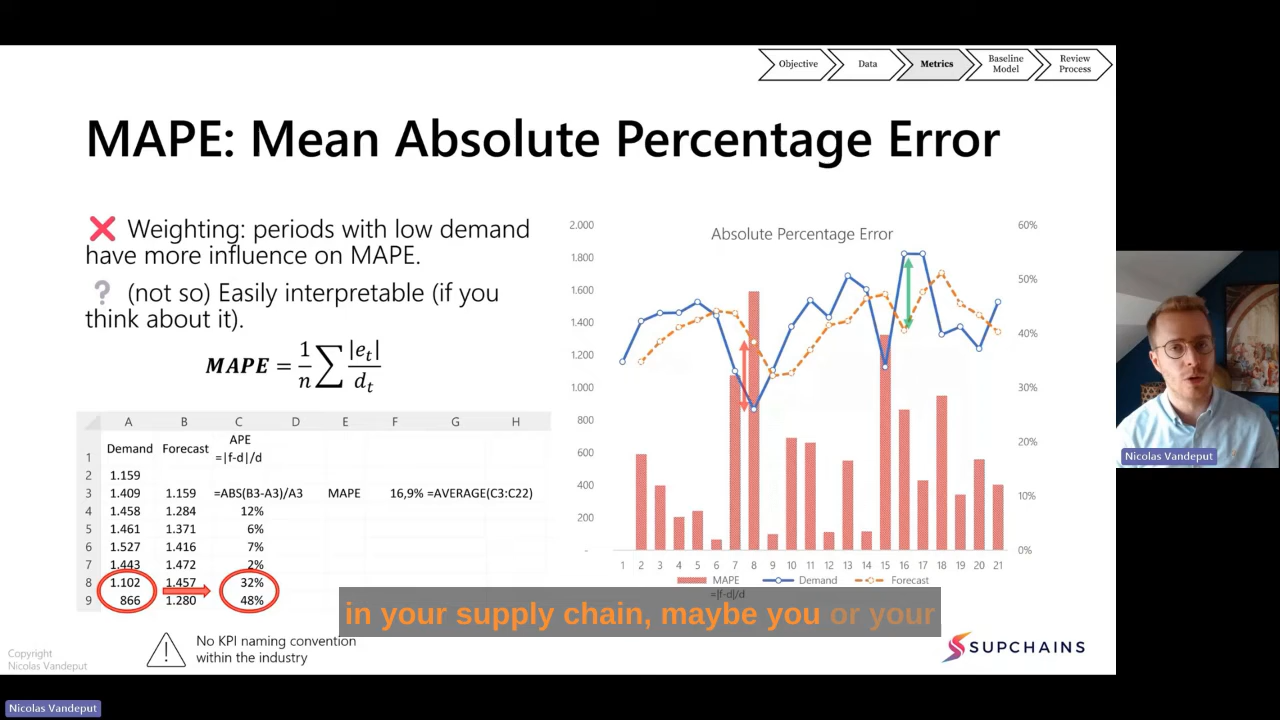 Objective
Data
Metrics
Baseline
Model
Review
Process
MAPE: Mean Absolute Percentage Error
❌ Weighting: periods with low demand
have more influence on MAPE.
❔ (not so) Easily interpretable (if you
think about it).
MAPE = 1/n ∑ |e_t|/d_t
A B C D E F G H
1 Demand Forecast APE
=|f-d|/d
2 1.159
3 1.409 1.159 =ABS(B3-A3)/A3 MAPE 16,9% =AVERAGE(C3:C22)
4 1.458 1.284 12%
5 1.461 1.371 6%
6 1.527 1.416 7%
7 1.443 1.472 2%
8 1.102 1.457 32%
9 866 1.280 48%
Absolute Percentage Error
2.000
1.800
1.600
1.400
1.200
1.000
800
600
400
200
-
60%
50%
40%
30%
20%
10%
0%
1 2 3 4 5 6 7 8 9 10 11 12 13 14 15 16 17 18 19 20 21
MAPE Demand Forecast
=|f-d|/d
in your supply chain, maybe you or your
No KPI naming convention
within the industry
Copyright
Nicolas Vandeput
SUPCHAINS
Nicolas Vandeput
Nicolas Vandeput